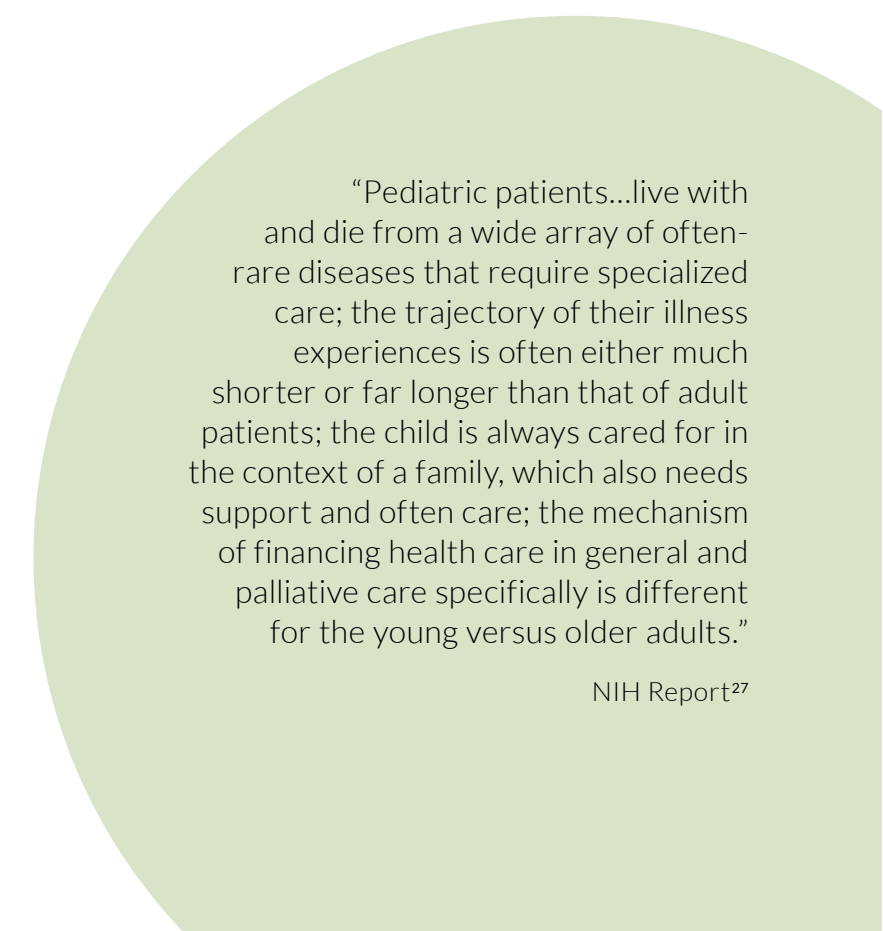 “Pediatric patients...live with
and die from a wide array of often-
rare diseases that require specialized
care; the trajectory of their illness
experiences is often either much
shorter or far longer than that of adult
patients; the child is always cared for in
the context of a family, which also needs
support and often care; the mechanism
of financing health care in general and
palliative care specifically is different
for the young versus older adults.”
NIH Report²⁷